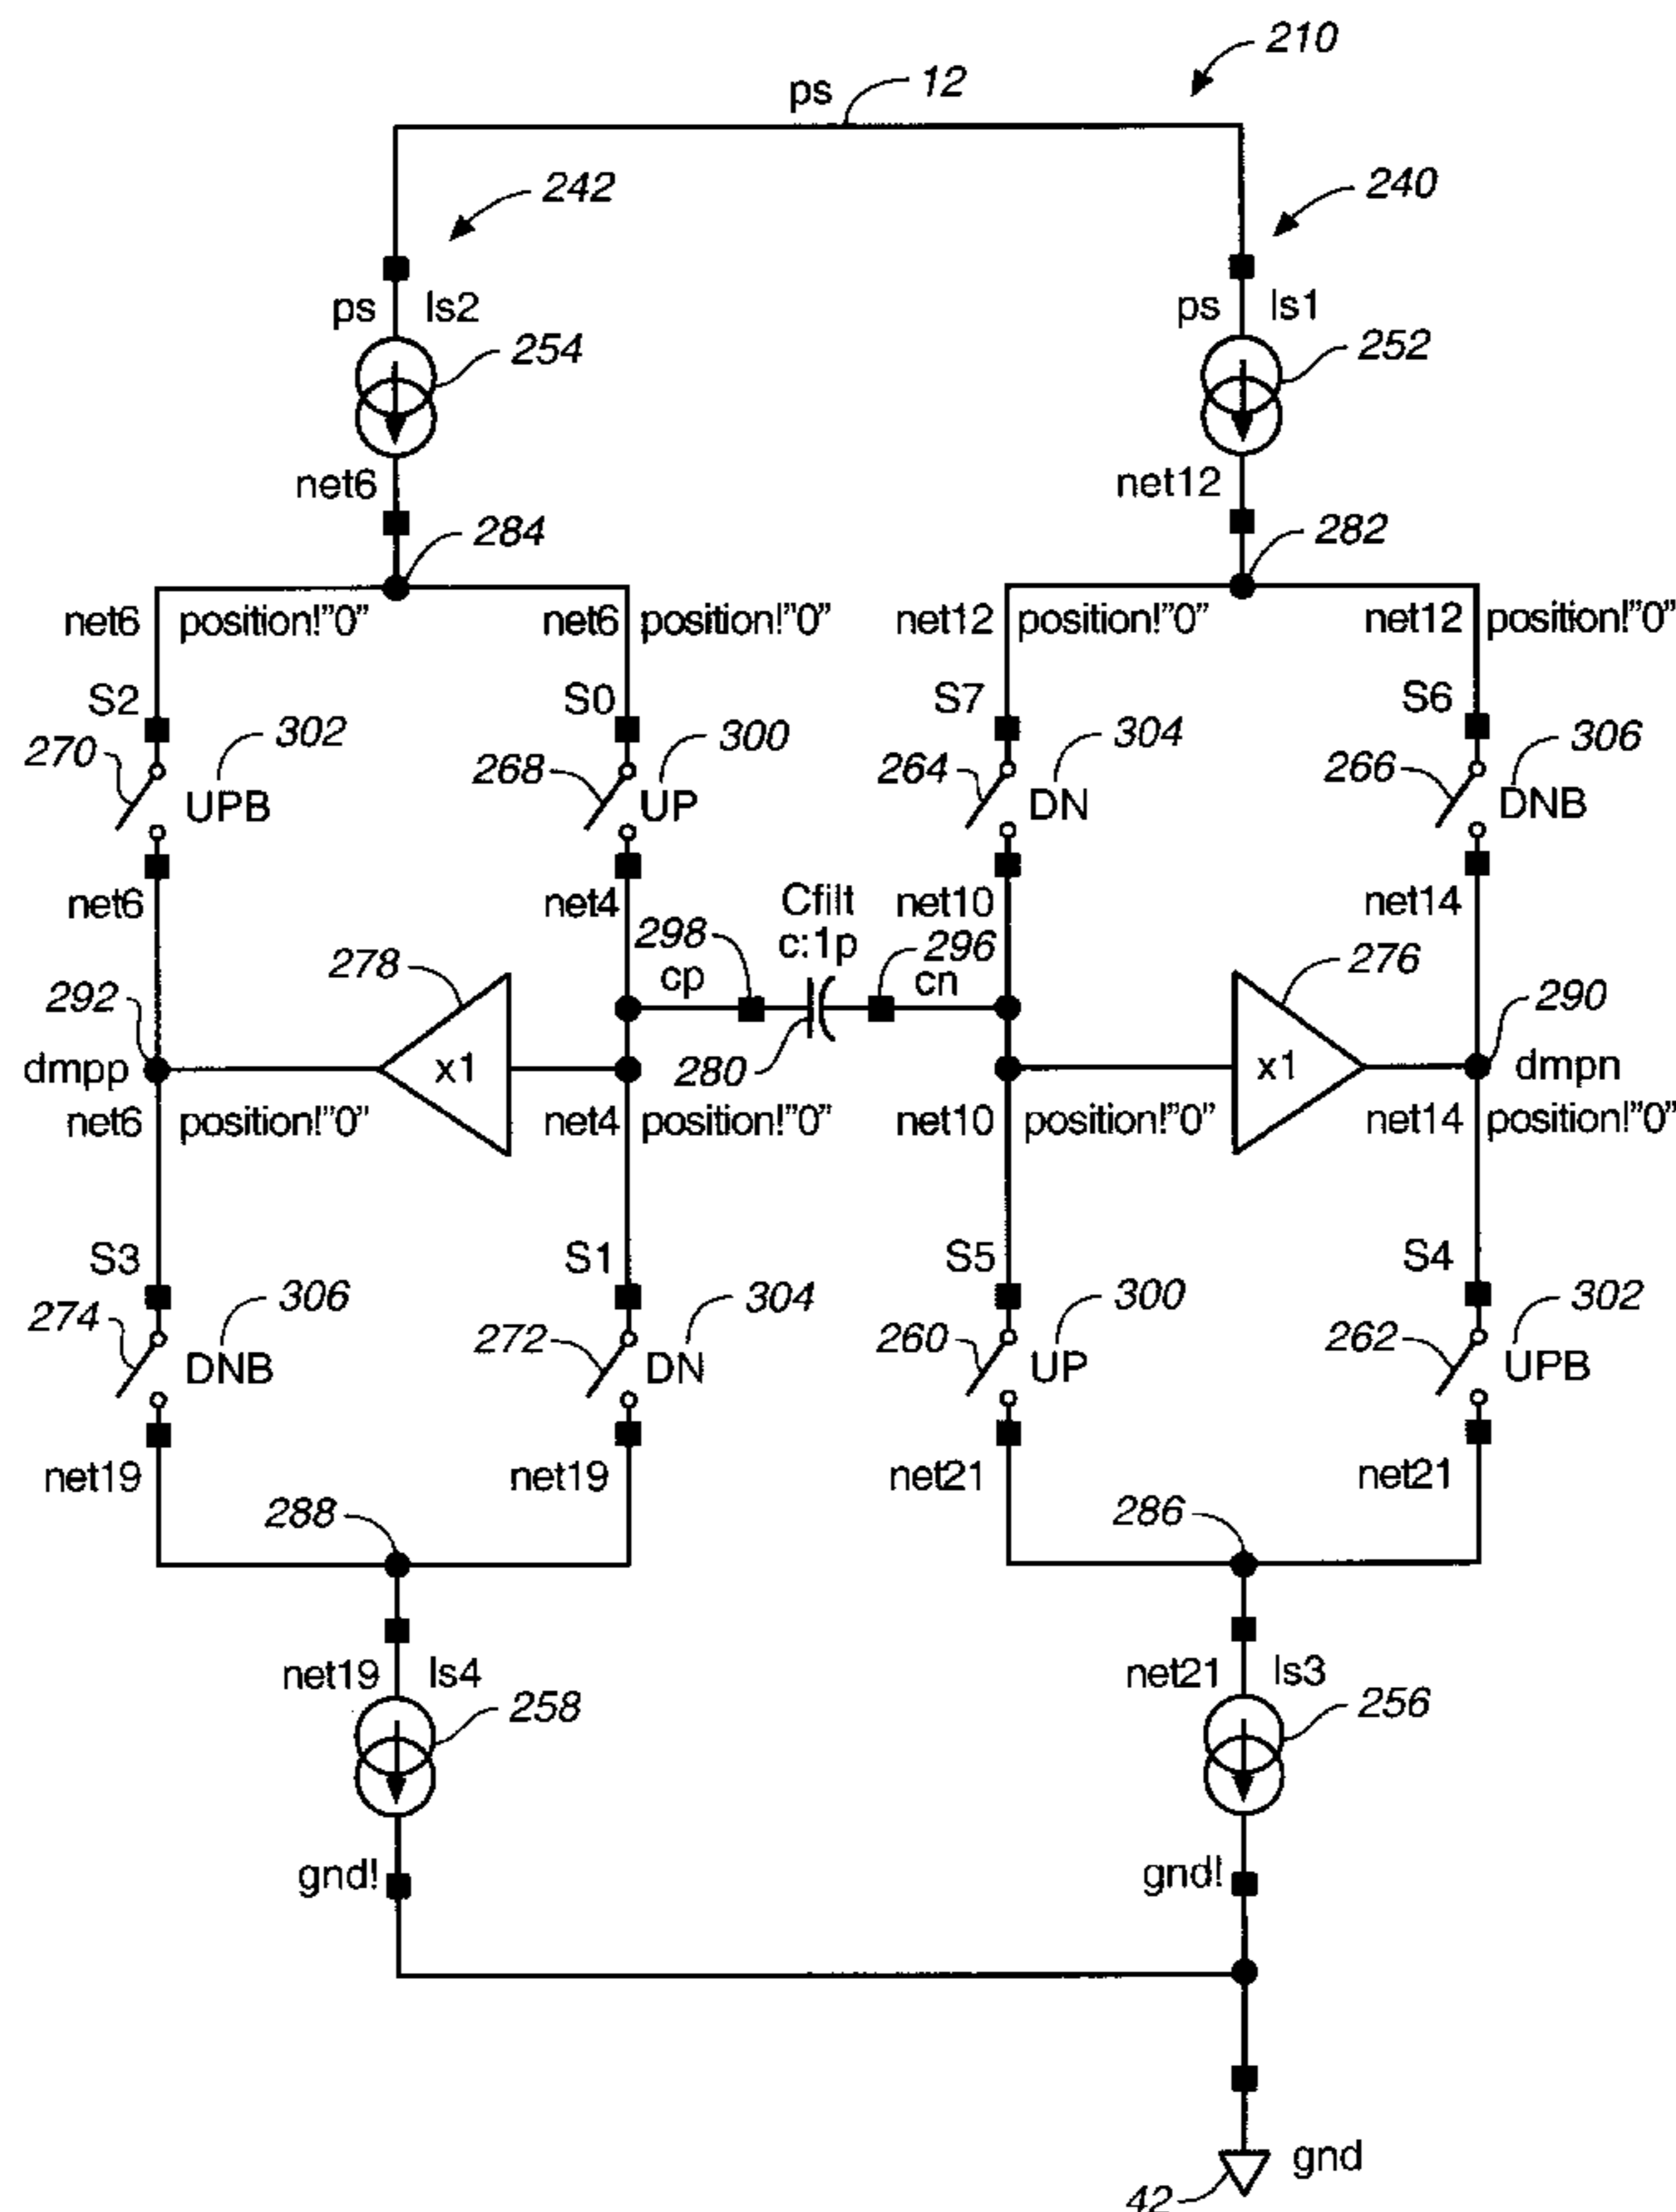 210
ps 12
242 240
ps Is2 ps Is1
254 252
net6 net12
284 282
net6 position!"0" net6 position!"0" net12 position!"0" net12 position!"0"
S2 S0 S7 S6
270 302 268 300 264 304 266 306
UPB UP DN DNB
net6 net4 Cfilt net10 net14
298 c:1p 296
278 cp cn 276
292 290
dmpp x1 280 x1 dmpn
net6 position!"0" net4 position!"0" net10 position!"0" net14 position!"0"
S3 S1 S5 S4
274 306 272 304 260 300 262 302
DNB DN UP UPB
net19 net19 net21 net21
288 286
net19 Is4 net21 Is3
258 256
gnd! gnd!
gnd
42